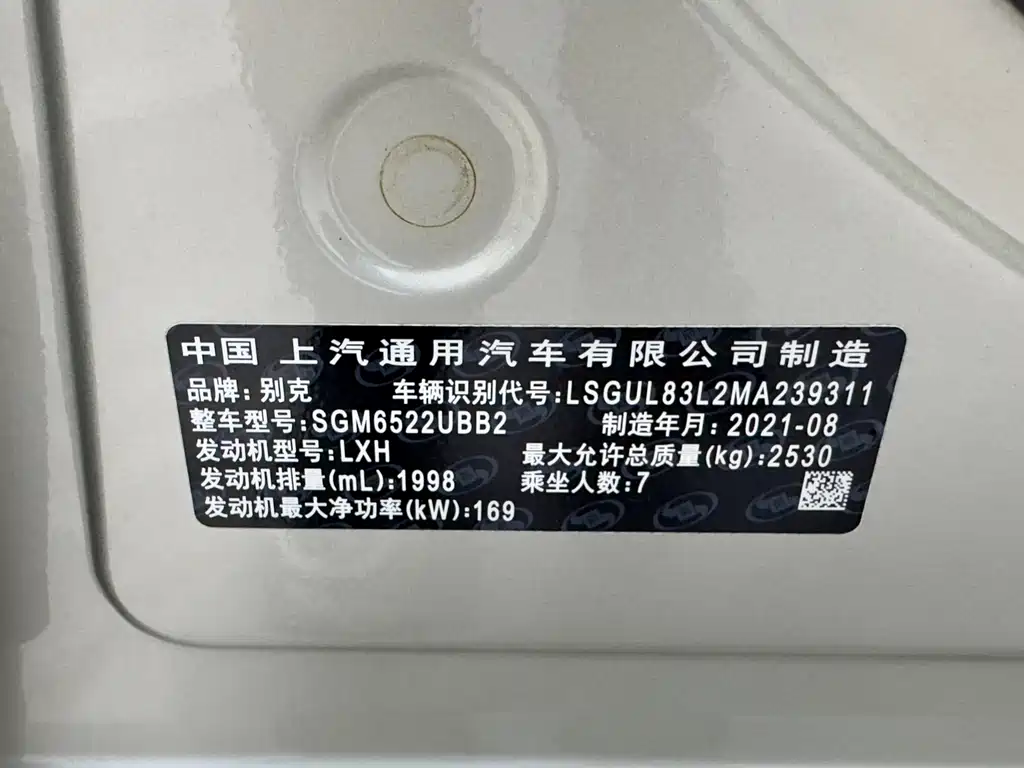 中国 上汽通用汽车有限公司制造
品牌:别克 车辆识别代号:LSGUL83L2MA239311
整车型号:SGM6522UBB2 制造年月:2021-08
发动机型号:LXH 最大允许总质量(kg):2530
发动机排量(mL):1998 乘坐人数:7
发动机最大净功率(kW):169